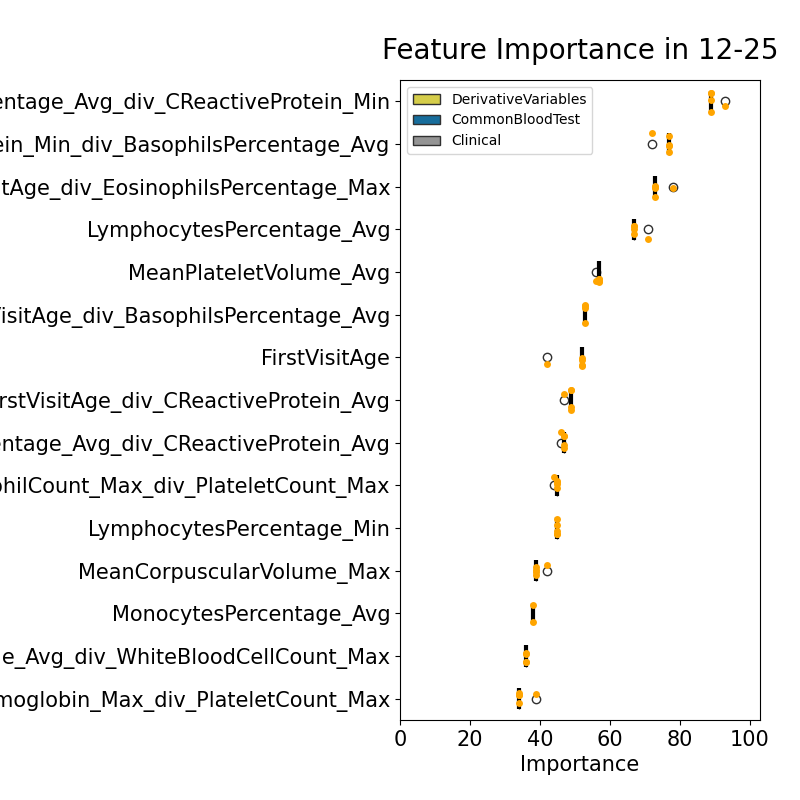 Feature Importance in 12-25
DerivativeVariables
CommonBloodTest
Clinical
entage_Avg_div_CReactiveProtein_Min
ein_Min_div_BasophilsPercentage_Avg
tAge_div_EosinophilsPercentage_Max
LymphocytesPercentage_Avg
MeanPlateletVolume_Avg
VisitAge_div_BasophilsPercentage_Avg
FirstVisitAge
rstVisitAge_div_CReactiveProtein_Avg
entage_Avg_div_CReactiveProtein_Avg
philCount_Max_div_PlateletCount_Max
LymphocytesPercentage_Min
MeanCorpuscularVolume_Max
MonocytesPercentage_Avg
e_Avg_div_WhiteBloodCellCount_Max
moglobin_Max_div_PlateletCount_Max
0 20 40 60 80 100
Importance